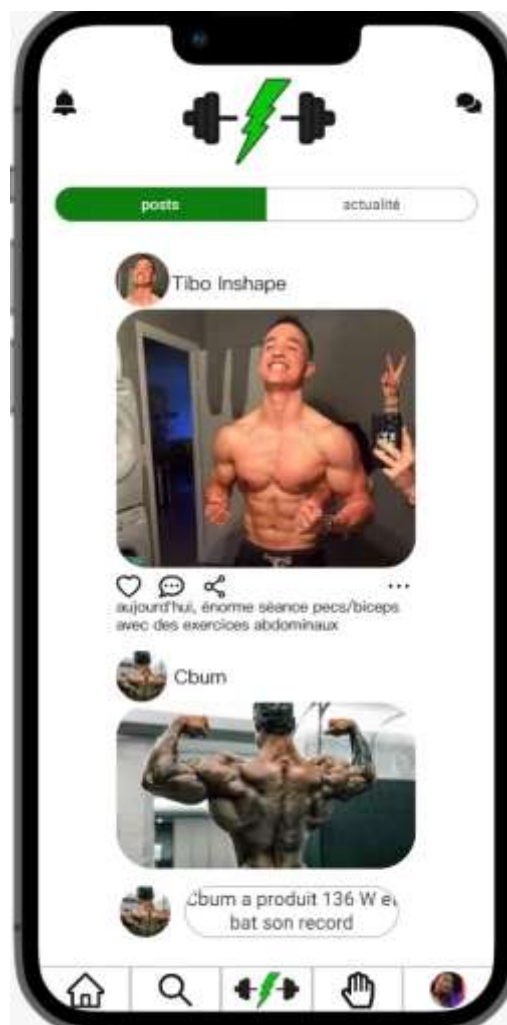 posts
actualité
Tibo Inshape
aujourd'hui, énorme séance pecs/biceps
avec des exercices abdominaux
Cbum
Cbum a produit 136 W et
bat son record